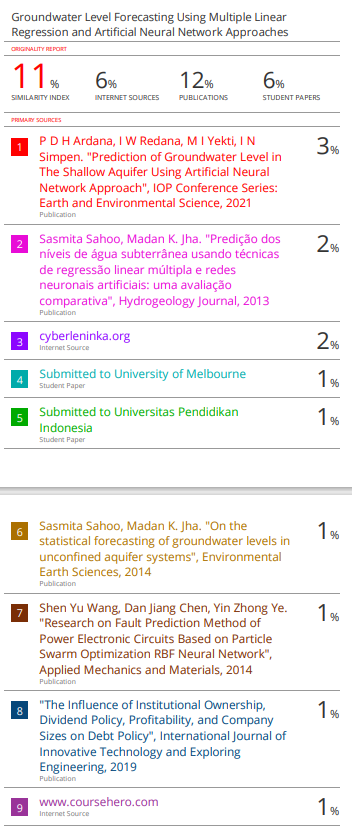 Groundwater Level Forecasting Using Multiple Linear
Regression and Artificial Neural Network Approaches
ORIGINALITY REPORT
11%
SIMILARITY INDEX
6%
INTERNET SOURCES
12%
PUBLICATIONS
6%
STUDENT PAPERS
PRIMARY SOURCES
1
P D H Ardana, I W Redana, M I Yekti, I N
Simpen. "Prediction of Groundwater Level in
The Shallow Aquifer Using Artificial Neural
Network Approach", IOP Conference Series:
Earth and Environmental Science, 2021
Publication
3%
2
Sasmita Sahoo, Madan K. Jha. "Predição dos
níveis de água subterrânea usando técnicas
de regressão linear múltipla e redes
neuronais artificiais: uma avaliação
comparativa", Hydrogeology Journal, 2013
Publication
2%
3
cyberleninka.org
Internet Source
2%
4
Submitted to University of Melbourne
Student Paper
1%
5
Submitted to Universitas Pendidikan
Indonesia
Student Paper
1%
6
Sasmita Sahoo, Madan K. Jha. "On the
statistical forecasting of groundwater levels in
unconfined aquifer systems", Environmental
Earth Sciences, 2014
Publication
1%
7
Shen Yu Wang, Dan Jiang Chen, Yin Zhong Ye.
"Research on Fault Prediction Method of
Power Electronic Circuits Based on Particle
Swarm Optimization RBF Neural Network",
Applied Mechanics and Materials, 2014
Publication
1%
8
"The Influence of Institutional Ownership,
Dividend Policy, Profitability, and Company
Sizes on Debt Policy", International Journal of
Innovative Technology and Exploring
Engineering, 2019
Publication
1%
9
www.coursehero.com
Internet Source
1%